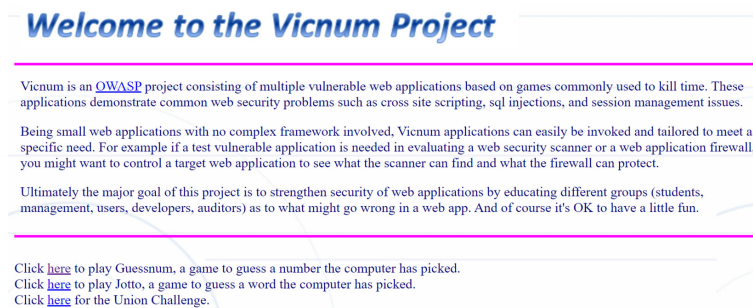 Welcome to the Vicnum Project
Vicnum is an OWASP project consisting of multiple vulnerable web applications based on games commonly used to kill time. These
applications demonstrate common web security problems such as cross site scripting, sql injections, and session management issues.
Being small web applications with no complex framework involved, Vicnum applications can easily be invoked and tailored to meet a
specific need. For example if a test vulnerable application is needed in evaluating a web security scanner or a web application firewall,
you might want to control a target web application to see what the scanner can find and what the firewall can protect.
Ultimately the major goal of this project is to strengthen security of web applications by educating different groups (students,
management, users, developers, auditors) as to what might go wrong in a web app. And of course it's OK to have a little fun.
Click here to play Guessnum, a game to guess a number the computer has picked.
Click here to play Jotto, a game to guess a word the computer has picked.
Click here for the Union Challenge.